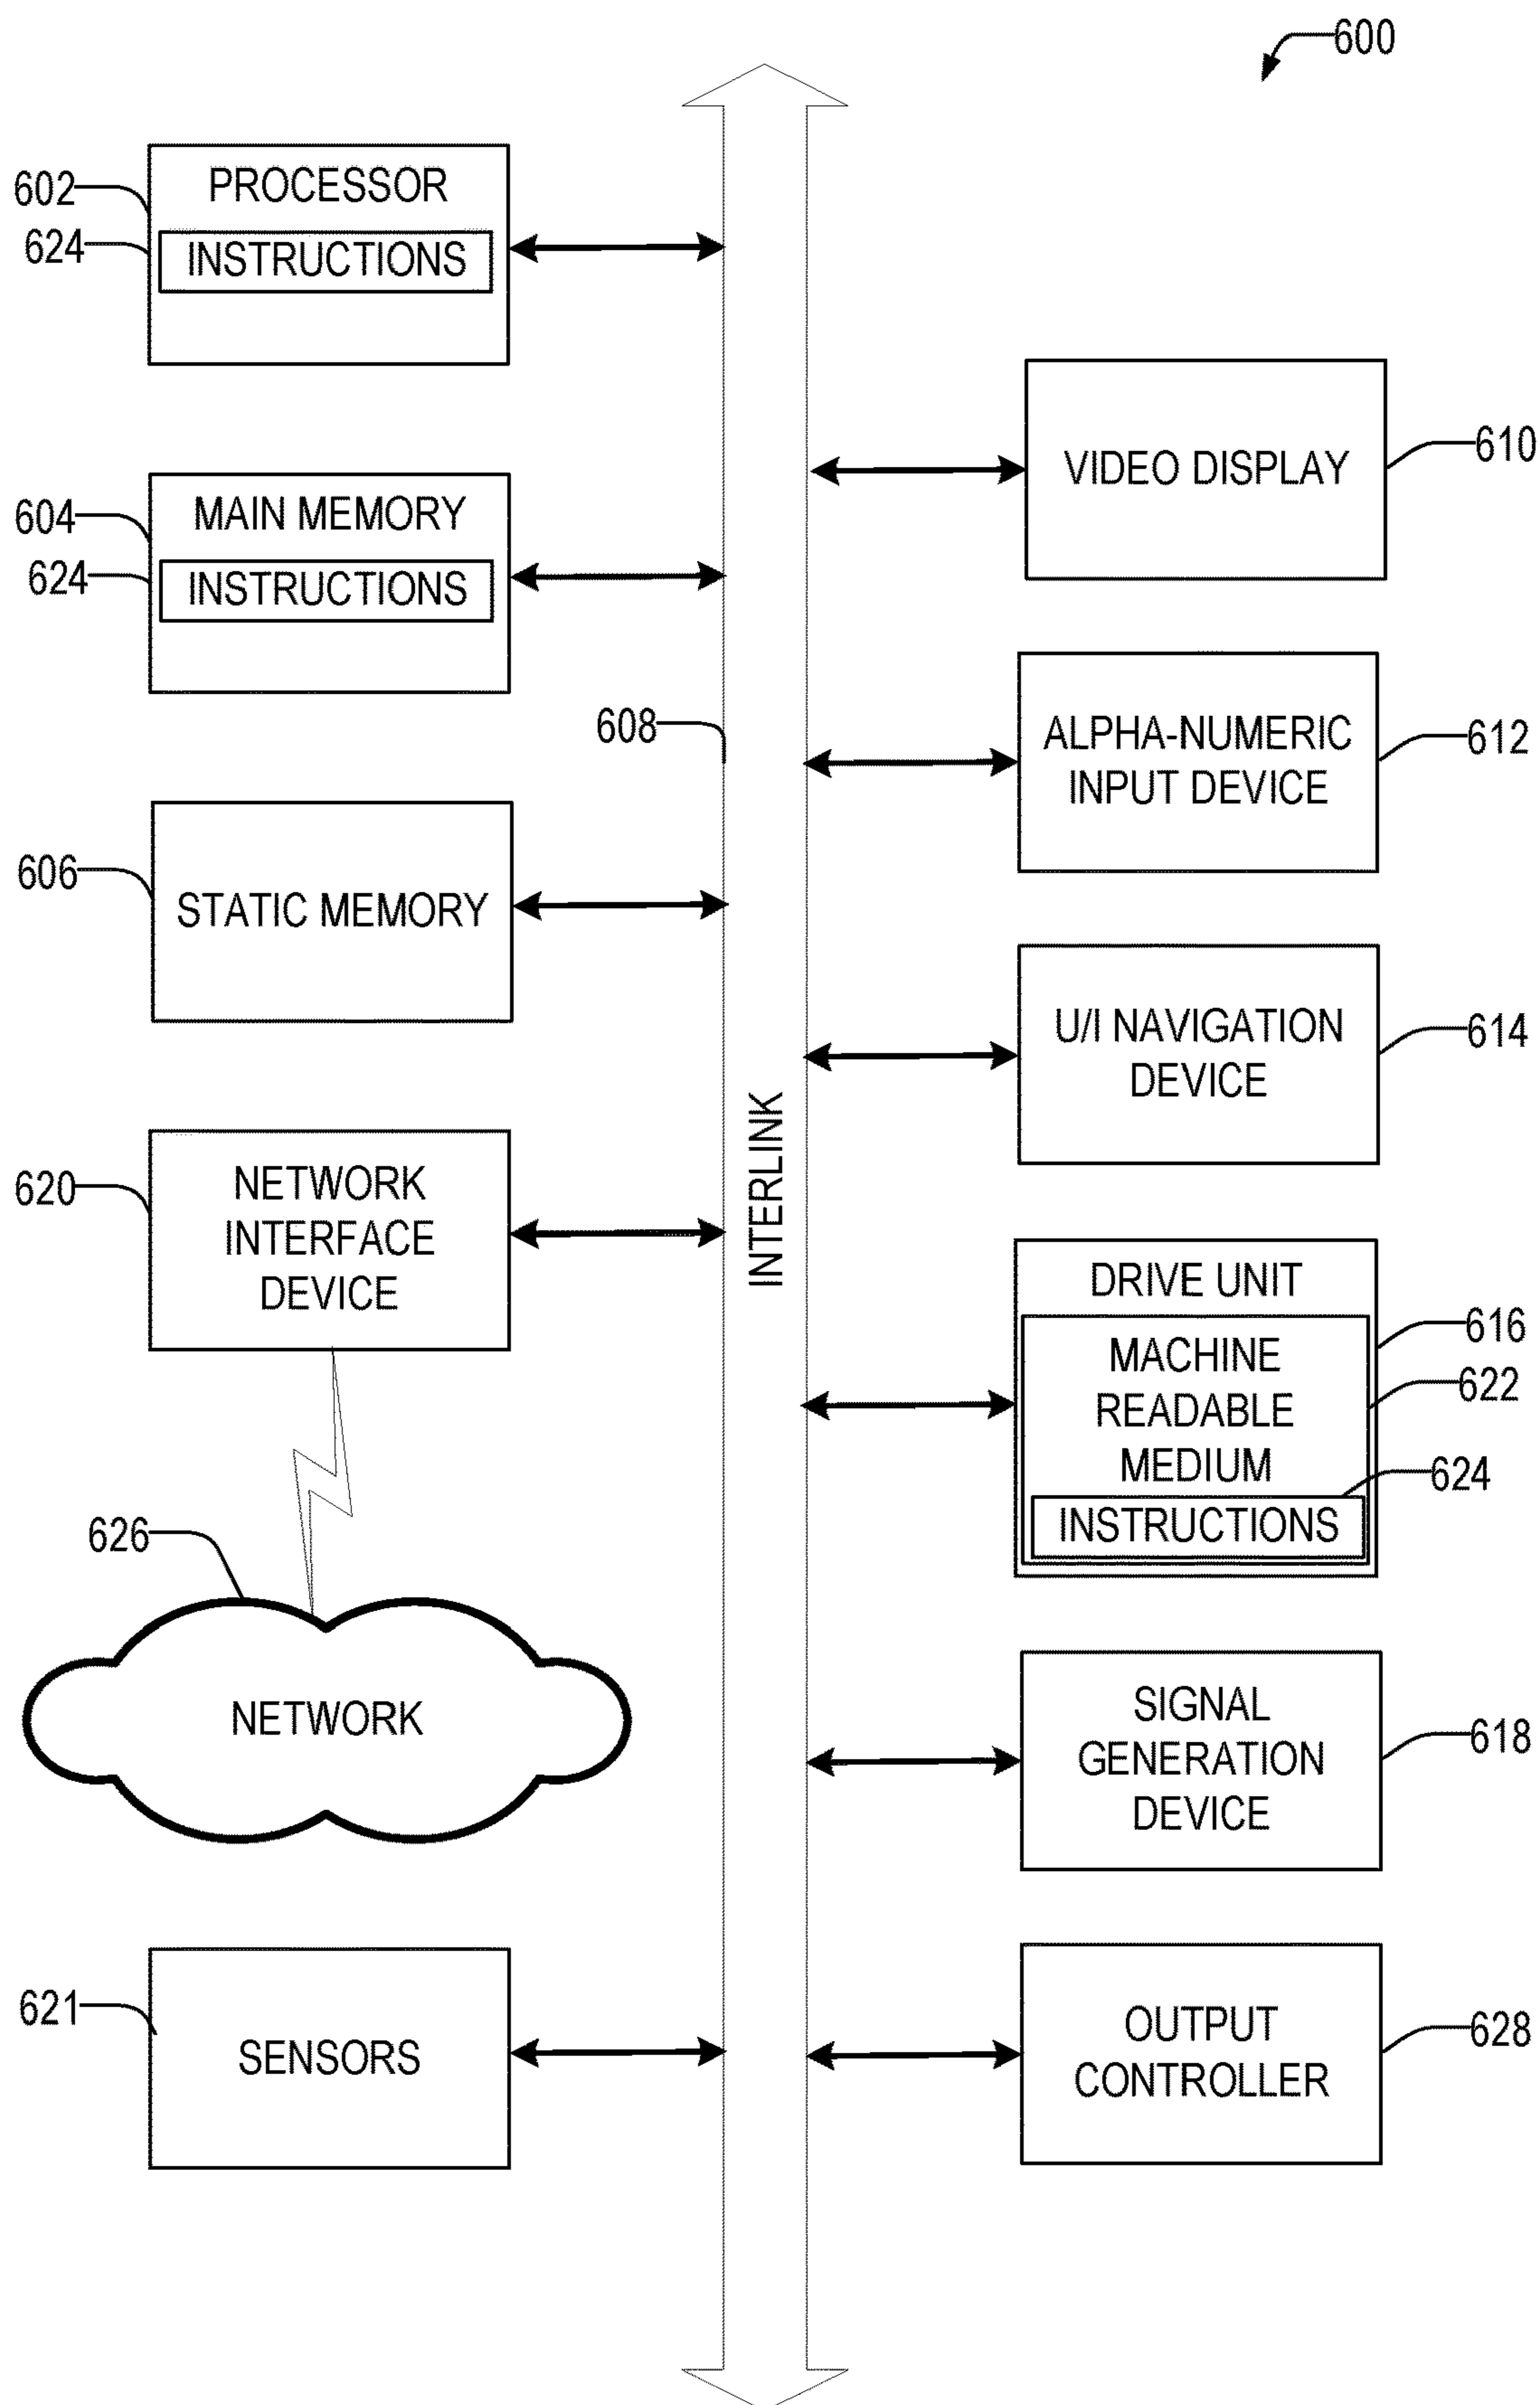 600
602
PROCESSOR
624
INSTRUCTIONS
604
MAIN MEMORY
624
INSTRUCTIONS
608
606
STATIC MEMORY
620
NETWORK
INTERFACE
DEVICE
626
NETWORK
621
SENSORS
INTERLINK
VIDEO DISPLAY
610
ALPHA-NUMERIC
INPUT DEVICE
612
U/I NAVIGATION
DEVICE
614
DRIVE UNIT
616
MACHINE
READABLE
MEDIUM
622
624
INSTRUCTIONS
SIGNAL
GENERATION
DEVICE
618
OUTPUT
CONTROLLER
628